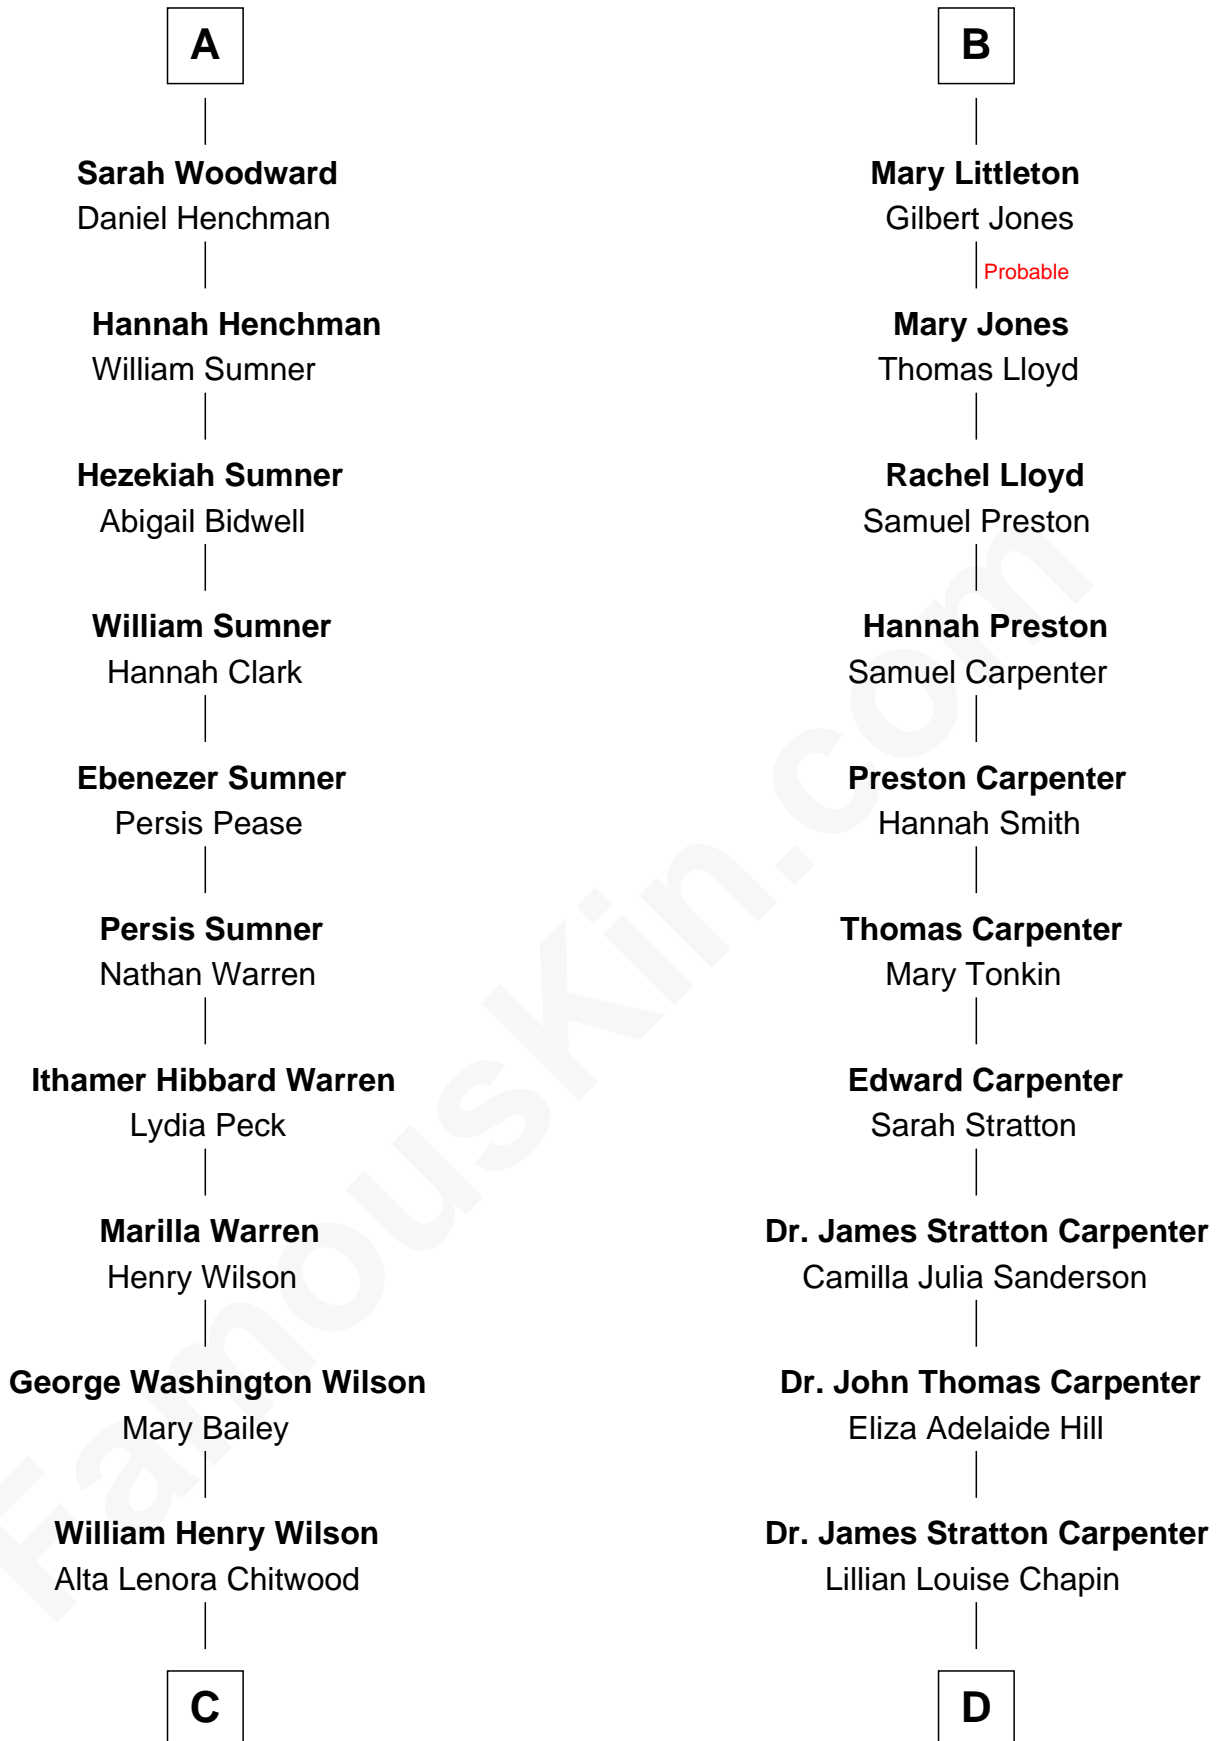 A
Sarah Woodward
Daniel Henchman
Hannah Henchman
William Sumner
Hezekiah Sumner
Abigail Bidwell
William Sumner
Hannah Clark
Ebenezer Sumner
Persis Pease
Persis Sumner
Nathan Warren
Ithamer Hibbard Warren
Lydia Peck
Marilla Warren
Henry Wilson
George Washington Wilson
Mary Bailey
William Henry Wilson
Alta Lenora Chitwood
C
B
Mary Littleton
Gilbert Jones
Probable
Mary Jones
Thomas Lloyd
Rachel Lloyd
Samuel Preston
Hannah Preston
Samuel Carpenter
Preston Carpenter
Hannah Smith
Thomas Carpenter
Mary Tonkin
Edward Carpenter
Sarah Stratton
Dr. James Stratton Carpenter
Camilla Julia Sanderson
Dr. John Thomas Carpenter
Eliza Adelaide Hill
Dr. James Stratton Carpenter
Lillian Louise Chapin
D
FamousKin.com